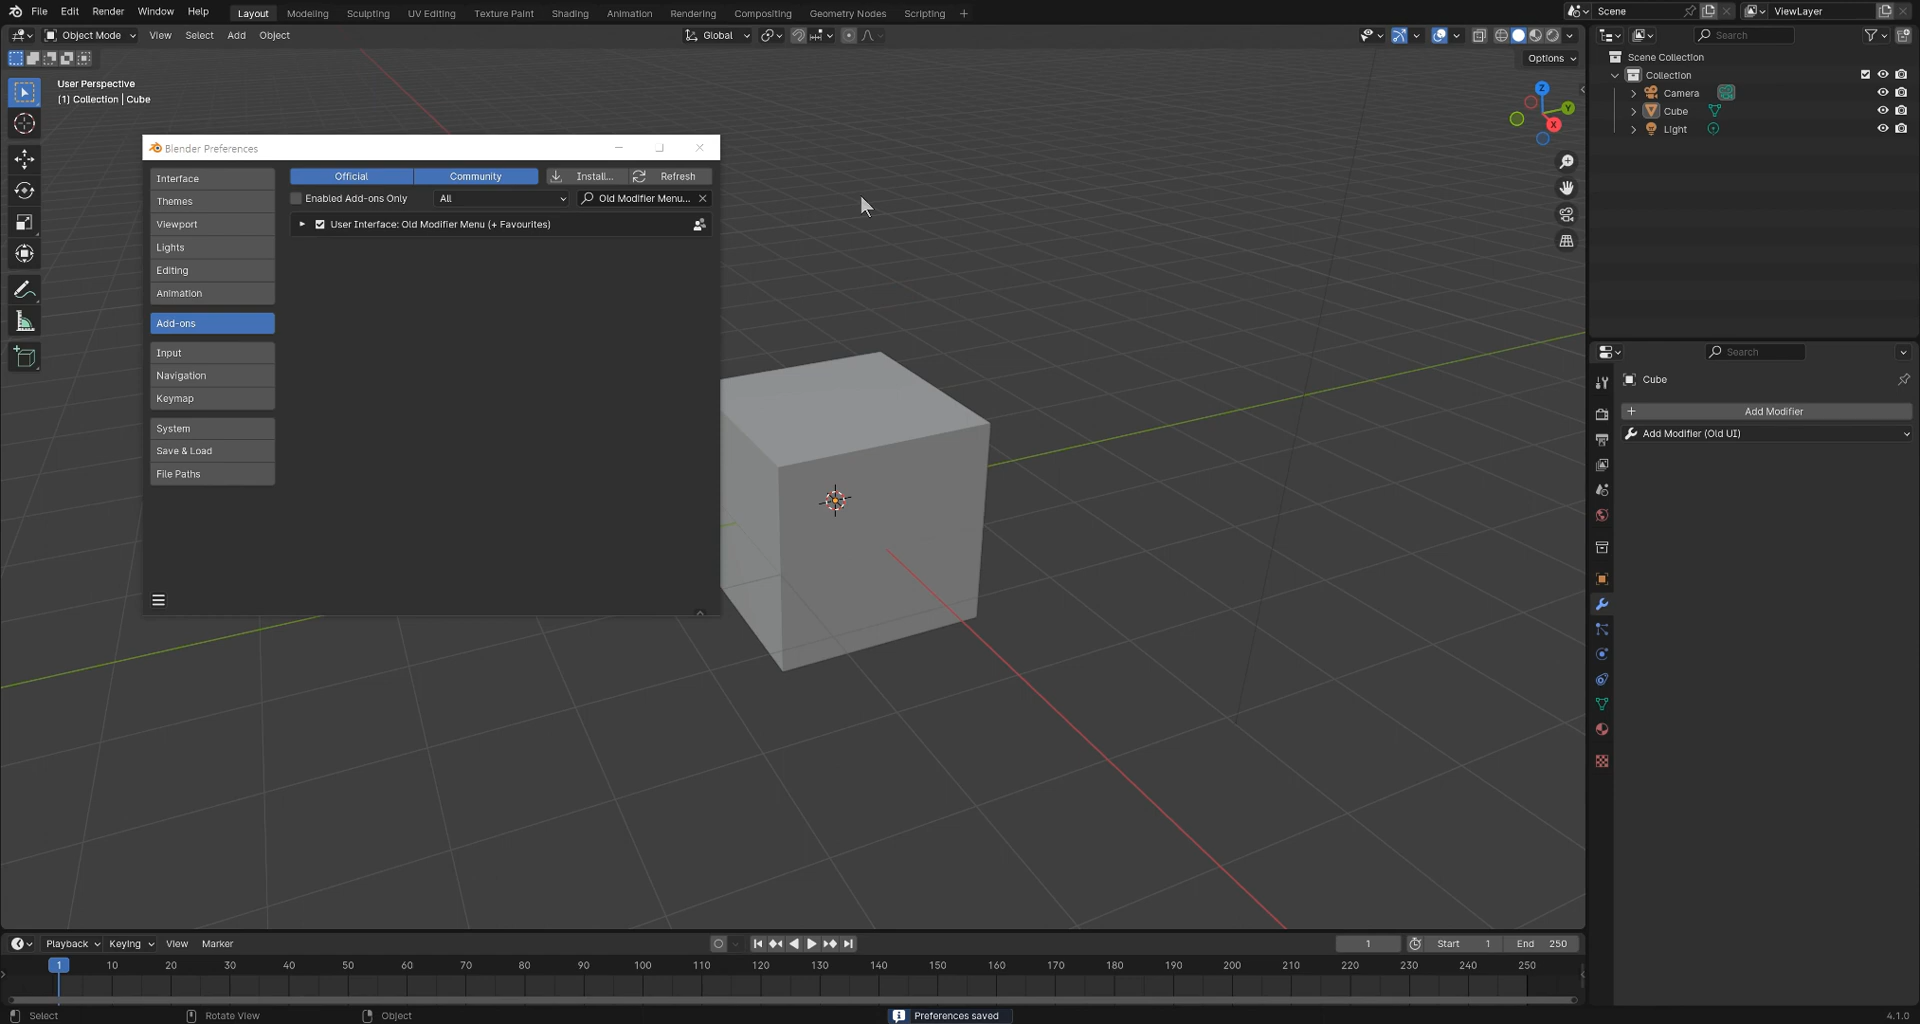 File Edit Render Window Help Layout Modeling Sculpting UV Editing Texture Paint Shading Animation Rendering Compositing Geometry Nodes Scripting + Scene ViewLayer
Object Mode View Select Add Object Global Search
Options
User Perspective
(1) Collection | Cube
Scene Collection
Collection
Camera
Cube
Light
Z
Y
X
Blender Preferences
Interface
Themes
Viewport
Lights
Editing
Animation
Add-ons
Input
Navigation
Keymap
System
Save & Load
File Paths
Official Community Install... Refresh
Enabled Add-ons Only All Old Modifier Menu...
User Interface: Old Modifier Menu (+ Favourites)
Search
Cube
Add Modifier
Add Modifier (Old UI)
Playback Keying View Marker 1 Start 1 End 250
1 10 20 30 40 50 60 70 80 90 100 110 120 130 140 150 160 170 180 190 200 210 220 230 240 250
Select Rotate View Object Preferences saved 4.1.0